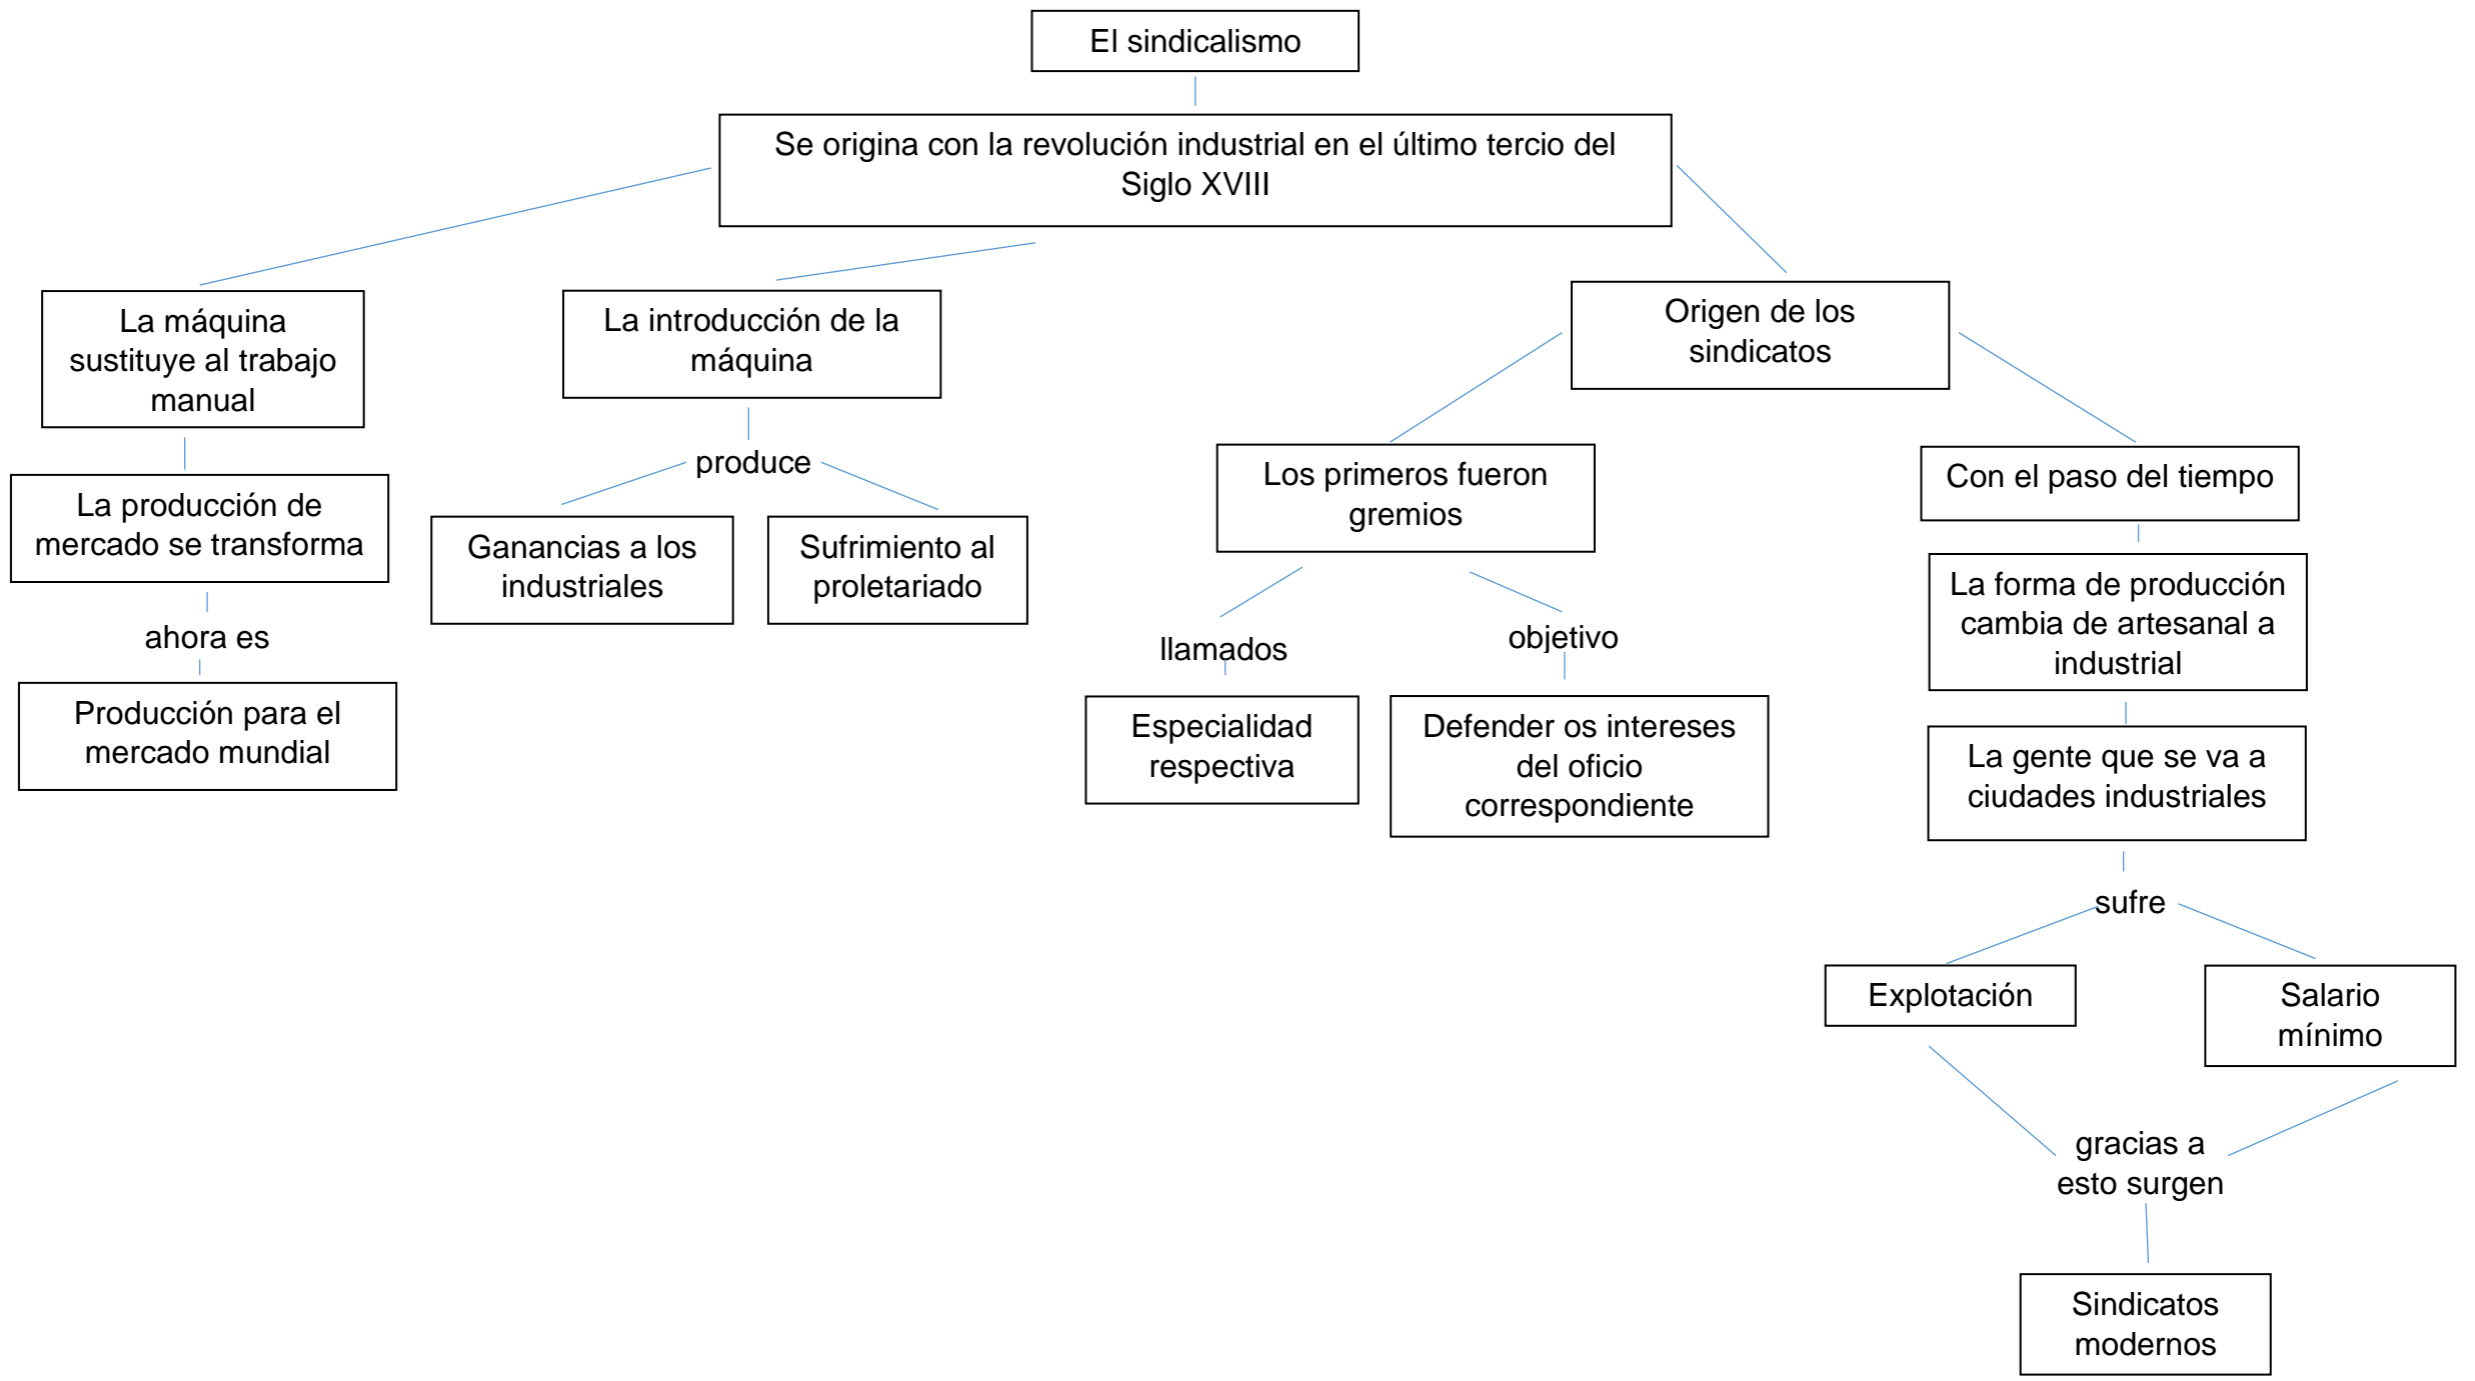 El sindicalismo
Se origina con la revolución industrial en el último tercio del
Siglo XVIII
La máquina
sustituye al trabajo
manual
La producción de
mercado se transforma
ahora es
Producción para el
mercado mundial
La introducción de la
máquina
produce
Ganancias a los
industriales
Sufrimiento al
proletariado
Origen de los
sindicatos
Los primeros fueron
gremios
llamados
Especialidad
respectiva
objetivo
Defender os intereses
del oficio
correspondiente
Con el paso del tiempo
La forma de producción
cambia de artesanal a
industrial
La gente que se va a
ciudades industriales
sufre
Explotación
Salario
mínimo
gracias a
esto surgen
Sindicatos
modernos